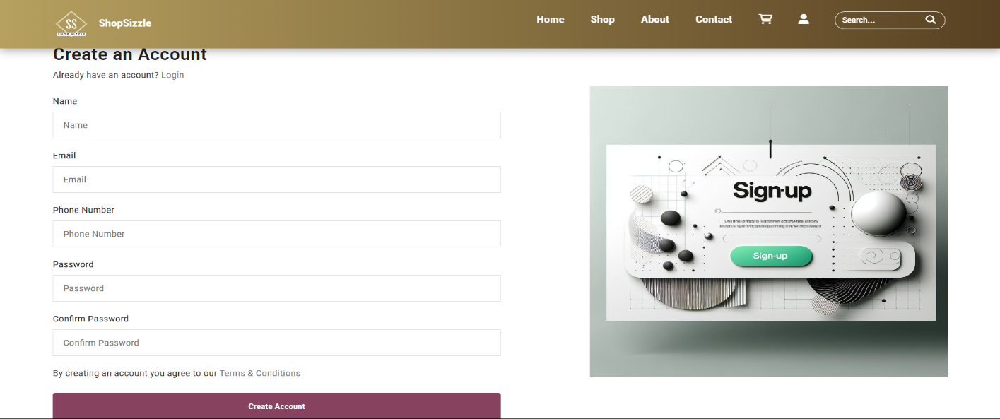 SS
SHOP SIZZLE
ShopSizzle
Home
Shop
About
Contact
Search...
Create an Account
Already have an account? Login
Name
Name
Email
Email
Phone Number
Phone Number
Password
Password
Confirm Password
Confirm Password
By creating an account you agree to our Terms & Conditions
Create Account
Sign-up
Sign-up